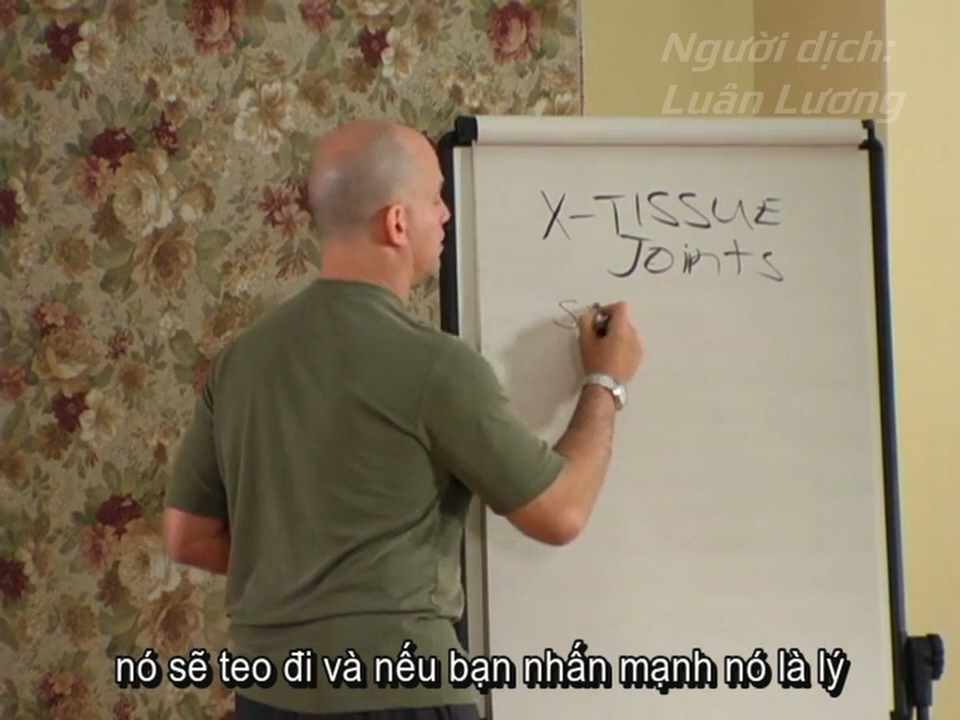 Người dịch:
Luân Lương
X-TISSUE
Joints
nó sẽ teo đi và nếu bạn nhấn mạnh nó là lý